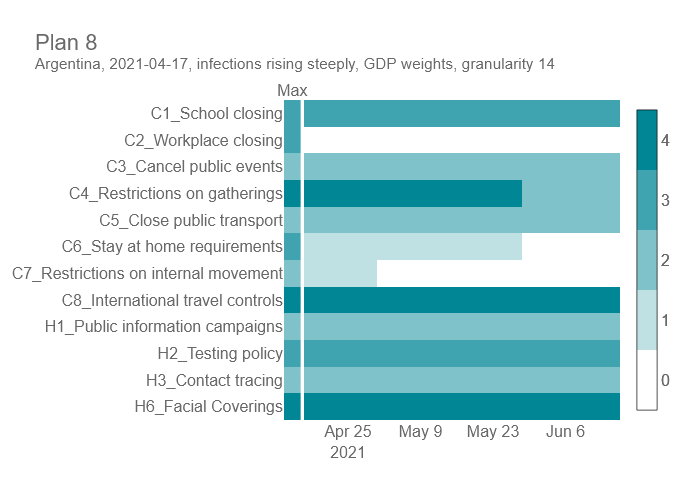 Plan 8
Argentina, 2021-04-17, infections rising steeply, GDP weights, granularity 14
Max
C1_School closing
C2_Workplace closing
C3_Cancel public events
C4_Restrictions on gatherings
C5_Close public transport
C6_Stay at home requirements
C7_Restrictions on internal movement
C8_International travel controls
H1_Public information campaigns
H2_Testing policy
H3_Contact tracing
H6_Facial Coverings
Apr 25 May 9 May 23 Jun 6
2021
4
3
2
1
0